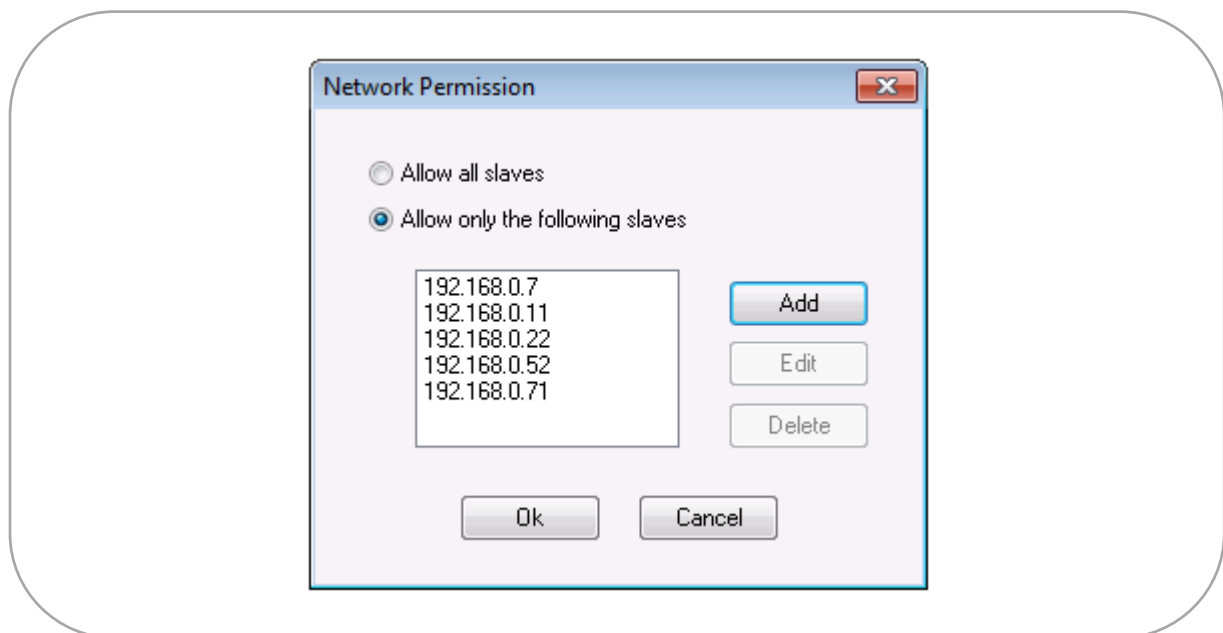 Network Permission
Allow all slaves
Allow only the following slaves
192.168.0.7
192.168.0.11
192.168.0.22
192.168.0.52
192.168.0.71
Add
Edit
Delete
Ok
Cancel